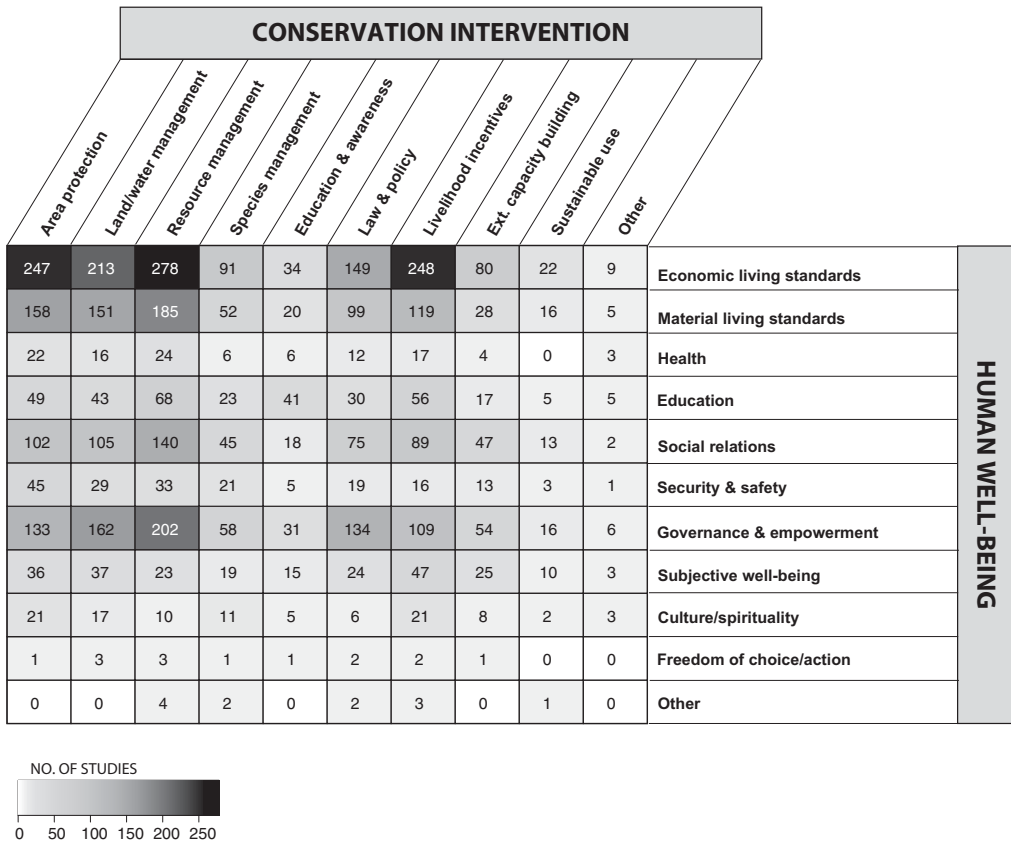 CONSERVATION INTERVENTION
Area protection
Land/water management
Resource management
Species management
Education & awareness
Law & policy
Livelihood incentives
Ext. capacity building
Sustainable use
Other
247 213 278 91 34 149 248 80 22 9 Economic living standards
158 151 185 52 20 99 119 28 16 5 Material living standards
22 16 24 6 6 12 17 4 0 3 Health
49 43 68 23 41 30 56 17 5 5 Education
102 105 140 45 18 75 89 47 13 2 Social relations
45 29 33 21 5 19 16 13 3 1 Security & safety
133 162 202 58 31 134 109 54 16 6 Governance & empowerment
36 37 23 19 15 24 47 25 10 3 Subjective well-being
21 17 10 11 5 6 21 8 2 3 Culture/spirituality
1 3 3 1 1 2 2 1 0 0 Freedom of choice/action
0 0 4 2 0 2 3 0 1 0 Other
HUMAN WELL-BEING
NO. OF STUDIES
0 50 100 150 200 250